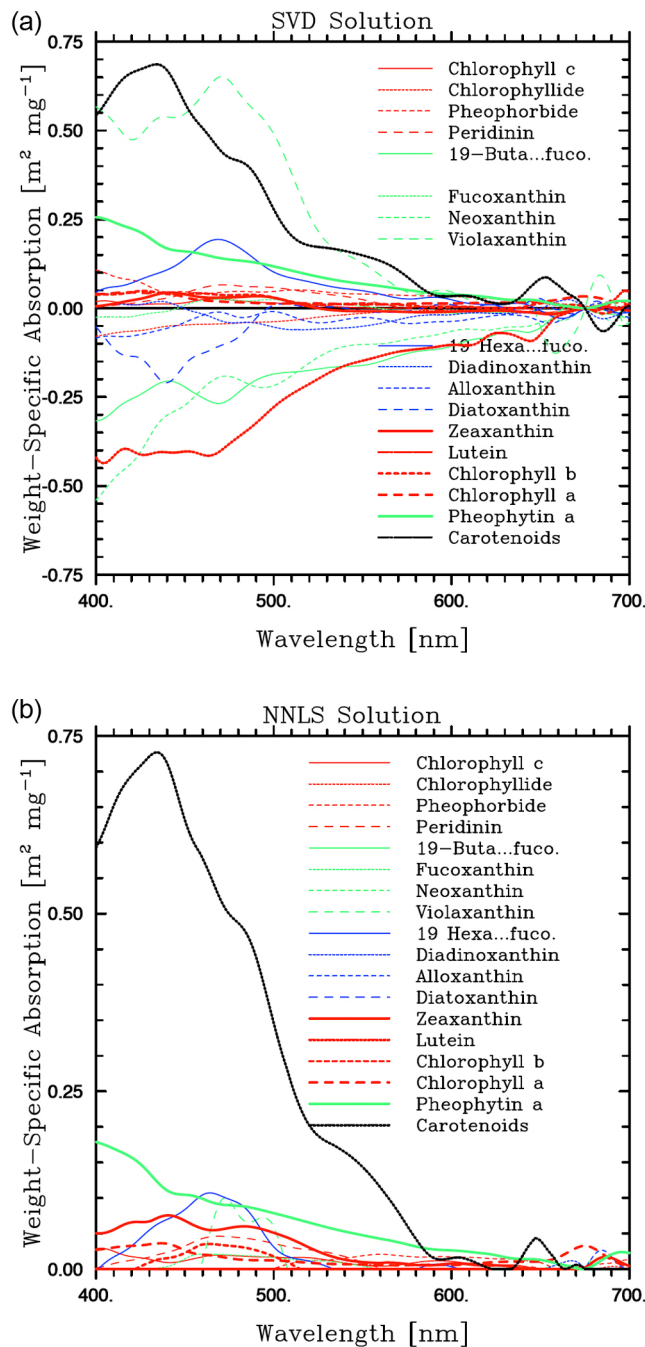 (a)
SVD Solution
Weight-Specific Absorption [m² mg⁻¹]
0.75
0.50
0.25
0.00
-0.25
-0.50
-0.75
Chlorophyll c
Chlorophyllide
Pheophorbide
Peridinin
19-Buta...fuco.
Fucoxanthin
Neoxanthin
Violaxanthin
19 Hexa...fuco.
Diadinoxanthin
Alloxanthin
Diatoxanthin
Zeaxanthin
Lutein
Chlorophyll b
Chlorophyll a
Pheophytin a
Carotenoids
400. 500. 600. 700.
Wavelength [nm]
(b)
NNLS Solution
Weight-Specific Absorption [m² mg⁻¹]
0.75
0.50
0.25
0.00
Chlorophyll c
Chlorophyllide
Pheophorbide
Peridinin
19-Buta...fuco.
Fucoxanthin
Neoxanthin
Violaxanthin
19 Hexa...fuco.
Diadinoxanthin
Alloxanthin
Diatoxanthin
Zeaxanthin
Lutein
Chlorophyll b
Chlorophyll a
Pheophytin a
Carotenoids
400. 500. 600. 700.
Wavelength [nm]